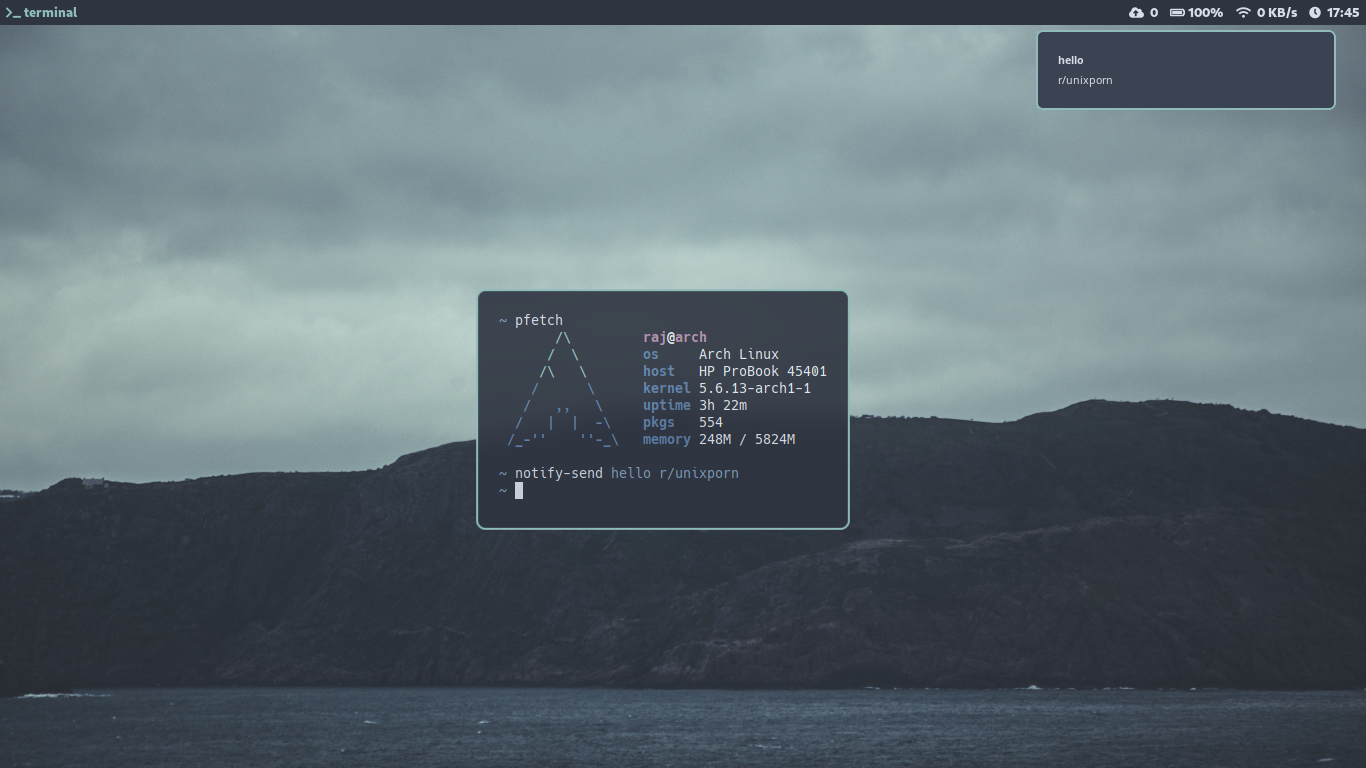 >_ terminal
0 100% 0 KB/s 17:45
hello
r/unixporn
~ pfetch
raj@arch
os Arch Linux
host HP ProBook 45401
kernel 5.6.13-arch1-1
uptime 3h 22m
pkgs 554
memory 248M / 5824M
~ notify-send hello r/unixporn
~